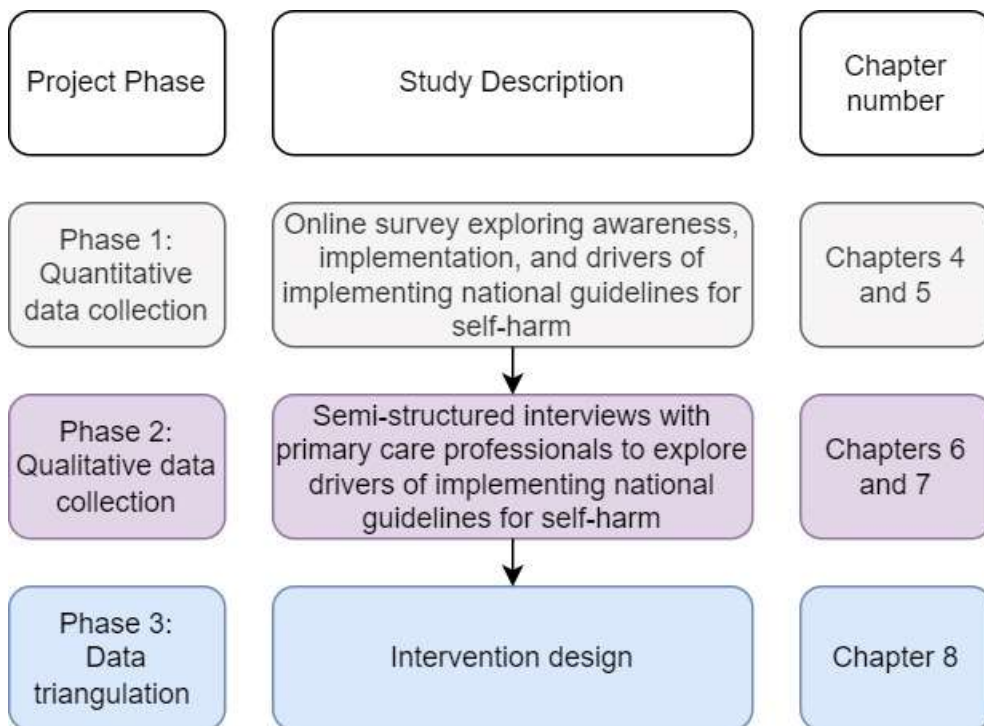 Project Phase
Study Description
Chapter
number
Phase 1:
Quantitative
data collection
Online survey exploring awareness,
implementation, and drivers of
implementing national guidelines for
self-harm
Chapters 4
and 5
Phase 2:
Qualitative data
collection
Semi-structured interviews with
primary care professionals to explore
drivers of implementing national
guidelines for self-harm
Chapters 6
and 7
Phase 3:
Data
triangulation
Intervention design
Chapter 8